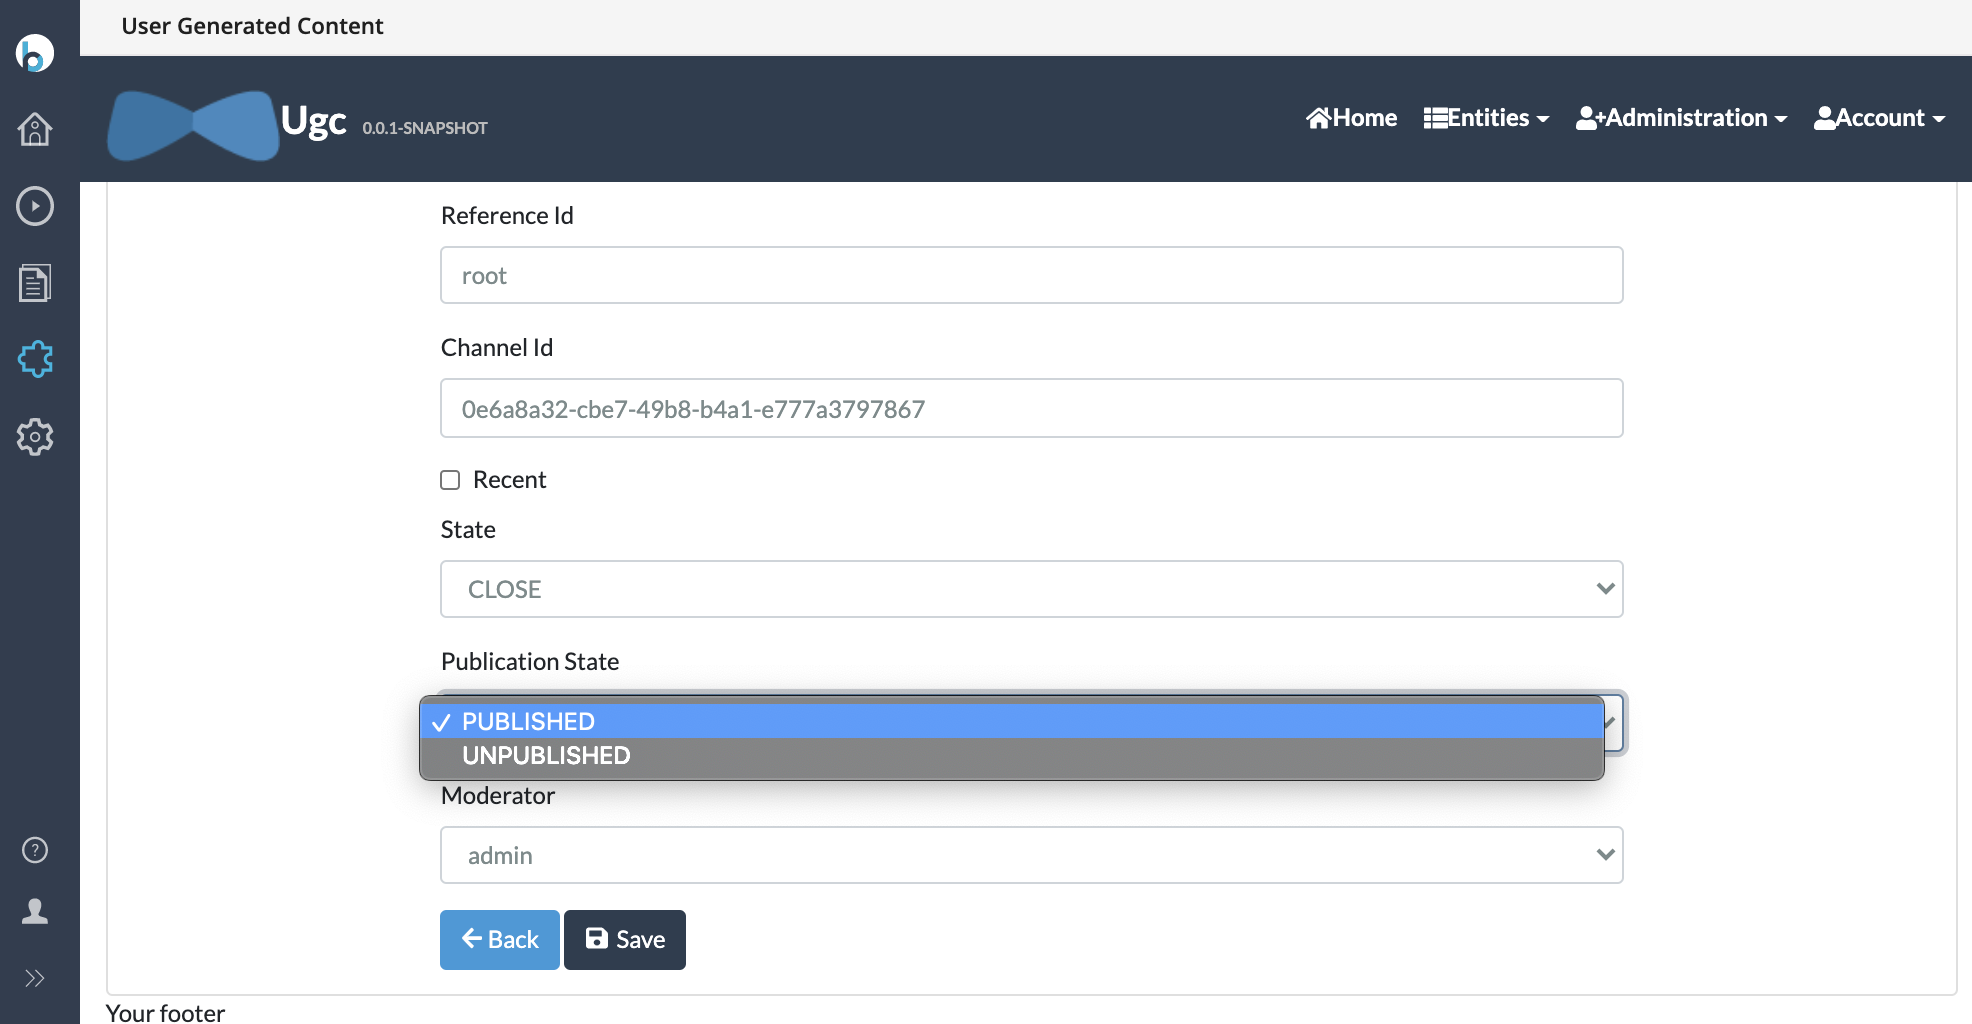 User Generated Content
Ugc 0.0.1-SNAPSHOT Home Entities Administration Account
Reference Id
root
Channel Id
0e6a8a32-cbe7-49b8-b4a1-e777a3797867
Recent
State
CLOSE
Publication State
PUBLISHED
UNPUBLISHED
Moderator
admin
Back Save
Your footer